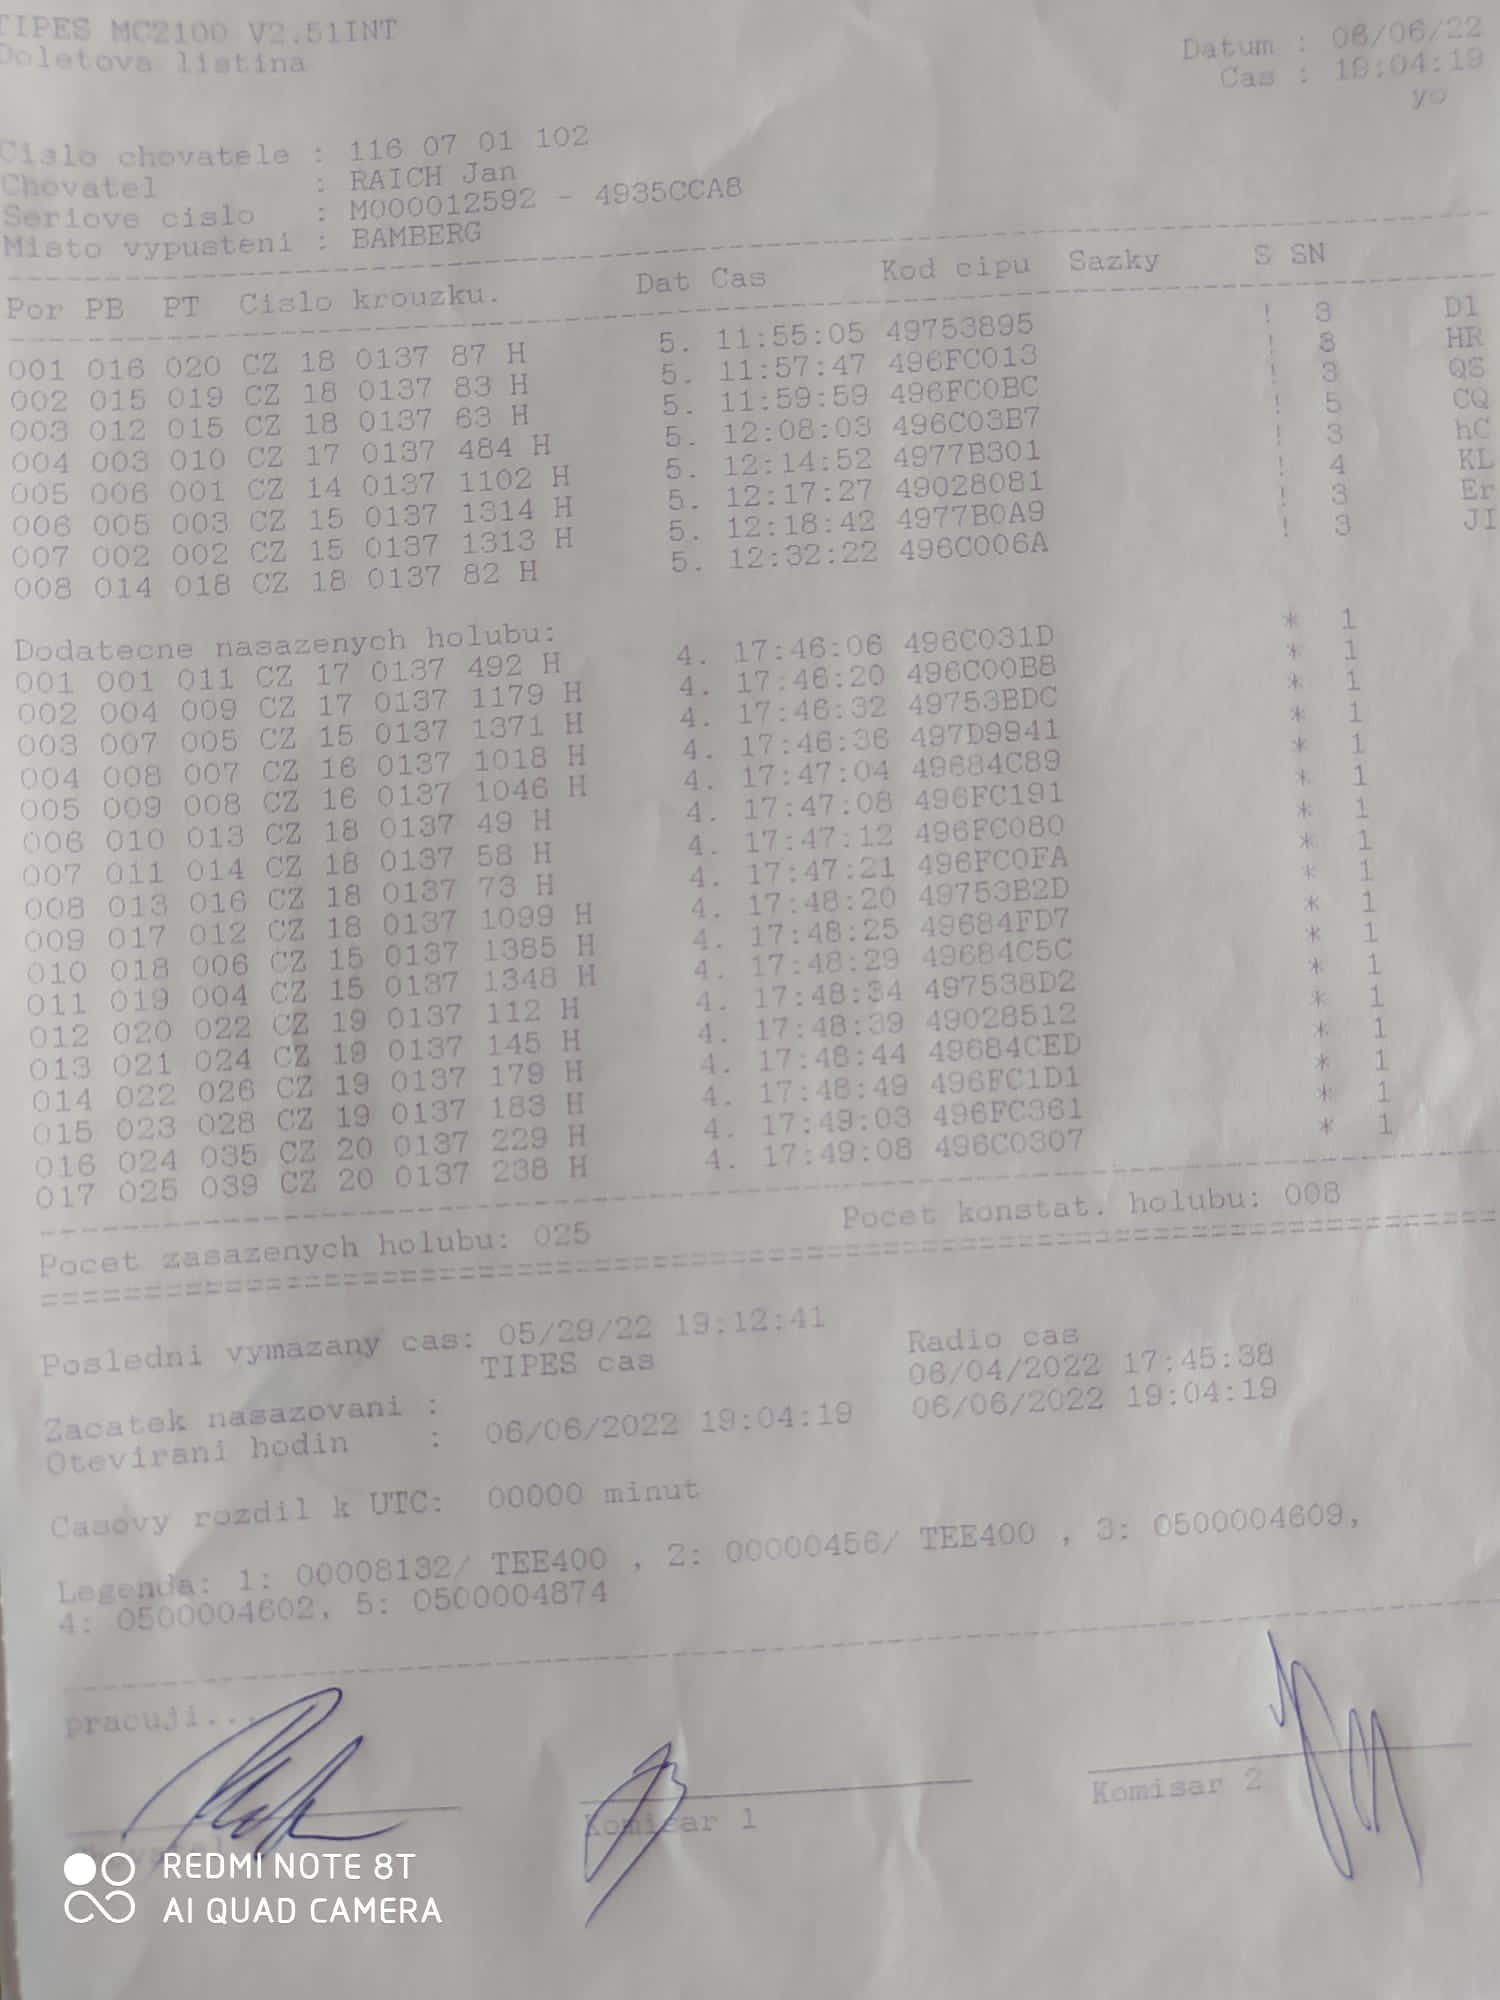 TIPES MC2100 V2.51INT
Doletova listina
Datum : 06/06/22
Cas : 19:04:19
yo
Cislo chovatele : 116 07 01 102
Chovatel : RAICH Jan
Seriove cislo : M000012592 - 4935CCA8
Misto vypusteni : BAMBERG
Por PB PT Cislo krouzku. Dat Cas Kod cipu Sazky S SN
001 016 020 CZ 18 0137 87 H 5. 11:55:05 49753895 ! 3 Dl
002 015 019 CZ 18 0137 83 H 5. 11:57:47 496FC013 ! 3 HR
003 012 015 CZ 18 0137 63 H 5. 11:59:59 496FC0BC ! 3 QS
004 003 010 CZ 17 0137 484 H 5. 12:08:03 496C03B7 ! 5 CQ
005 006 001 CZ 14 0137 1102 H 5. 12:14:52 4977B301 ! 3 hC
006 005 003 CZ 15 0137 1314 H 5. 12:17:27 49028081 ! 4 KL
007 002 002 CZ 15 0137 1313 H 5. 12:18:42 4977B0A9 ! 3 Er
008 014 018 CZ 18 0137 82 H 5. 12:32:22 496C006A ! 3 JI
Dodatecne nasazenych holubu:
001 001 011 CZ 17 0137 492 H 4. 17:46:06 496C031D * 1
002 004 009 CZ 17 0137 1179 H 4. 17:46:20 496C00B8 * 1
003 007 005 CZ 15 0137 1371 H 4. 17:46:32 49753BDC * 1
004 008 007 CZ 16 0137 1018 H 4. 17:46:36 497D9941 * 1
005 009 008 CZ 16 0137 1046 H 4. 17:47:04 49684C89 * 1
006 010 013 CZ 18 0137 49 H 4. 17:47:08 496FC191 * 1
007 011 014 CZ 18 0137 58 H 4. 17:47:12 496FC080 * 1
008 013 016 CZ 18 0137 73 H 4. 17:47:21 496FC0FA * 1
009 017 012 CZ 18 0137 1099 H 4. 17:48:20 49753B2D * 1
010 018 006 CZ 15 0137 1385 H 4. 17:48:25 49684FD7 * 1
011 019 004 CZ 15 0137 1348 H 4. 17:48:29 49684C5C * 1
012 020 022 CZ 19 0137 112 H 4. 17:48:34 497538D2 * 1
013 021 024 CZ 19 0137 145 H 4. 17:48:39 49028512 * 1
014 022 026 CZ 19 0137 179 H 4. 17:48:44 49684CED * 1
015 023 028 CZ 19 0137 183 H 4. 17:48:49 496FC1D1 * 1
016 024 035 CZ 20 0137 229 H 4. 17:49:03 496FC361 * 1
017 025 039 CZ 20 0137 238 H 4. 17:49:08 496C0307 * 1
Pocet zasazenych holubu: 025 Pocet konstat. holubu: 008
Posledni vymazany cas: 05/29/22 19:12:41
TIPES cas Radio cas
Zacatek nasazovani : 06/04/2022 17:45:38
Otevirani hodin : 06/06/2022 19:04:19 06/06/2022 19:04:19
Casovy rozdil k UTC: 00000 minut
Legenda: 1: 00008132/ TEE400 , 2: 00000456/ TEE400 , 3: 0500004609,
4: 0500004602, 5: 0500004874
pracuji...
Komisar 1
Komisar 2
REDMI NOTE 8T
AI QUAD CAMERA